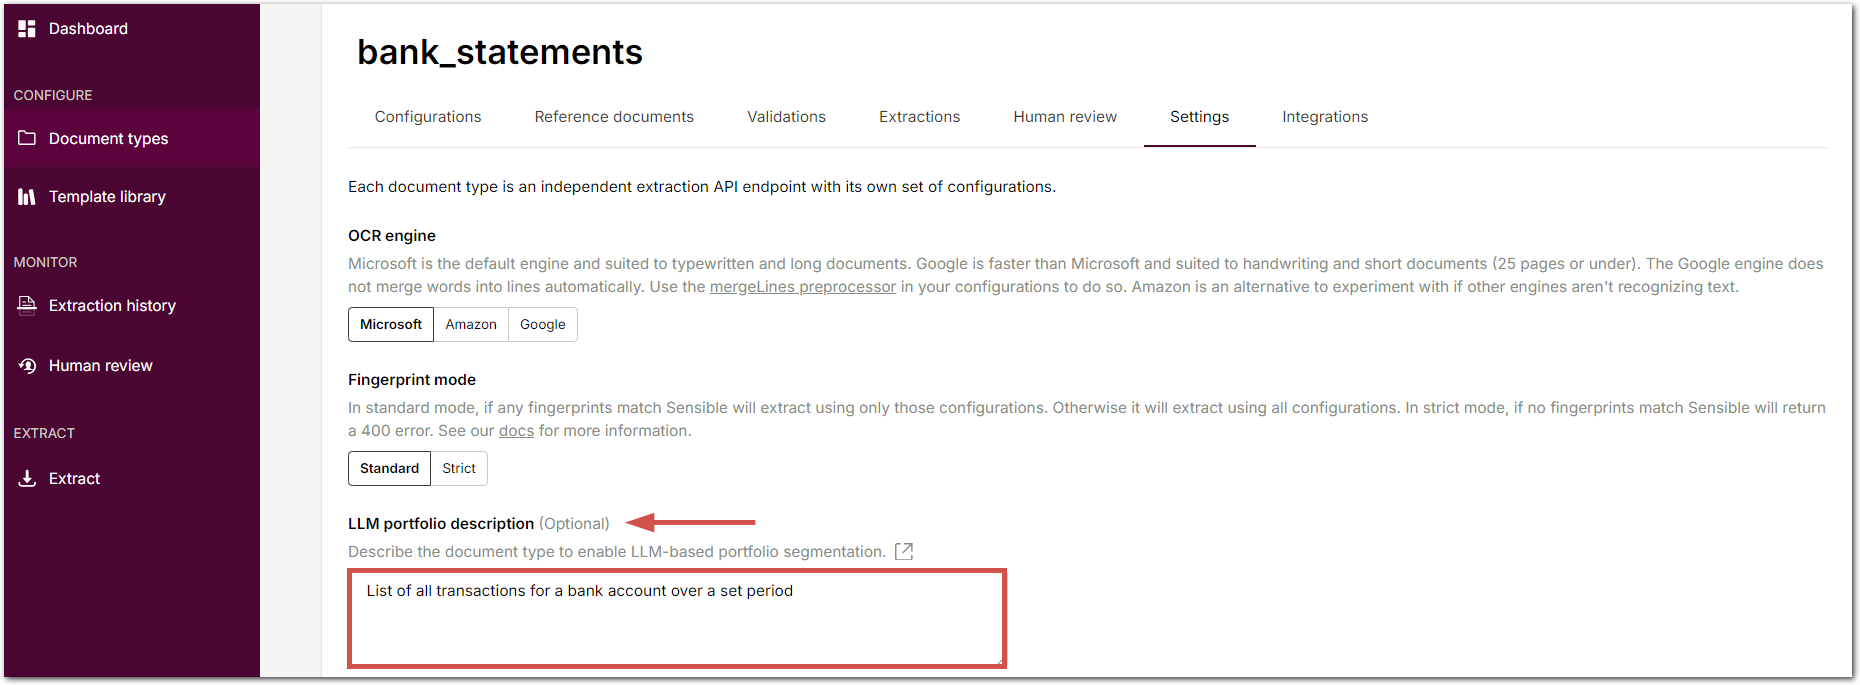 Dashboard
CONFIGURE
Document types
Template library
MONITOR
Extraction history
Human review
EXTRACT
Extract
bank_statements
Configurations
Reference documents
Validations
Extractions
Human review
Settings
Integrations
Each document type is an independent extraction API endpoint with its own set of configurations.
OCR engine
Microsoft is the default engine and suited to typewritten and long documents. Google is faster than Microsoft and suited to handwriting and short documents (25 pages or under). The Google engine does
not merge words into lines automatically. Use the mergeLines preprocessor in your configurations to do so. Amazon is an alternative to experiment with if other engines aren't recognizing text.
Microsoft
Amazon
Google
Fingerprint mode
In standard mode, if any fingerprints match Sensible will extract using only those configurations. Otherwise it will extract using all configurations. In strict mode, if no fingerprints match Sensible will return
a 400 error. See our docs for more information.
Standard
Strict
LLM portfolio description (Optional)
Describe the document type to enable LLM-based portfolio segmentation.
List of all transactions for a bank account over a set period